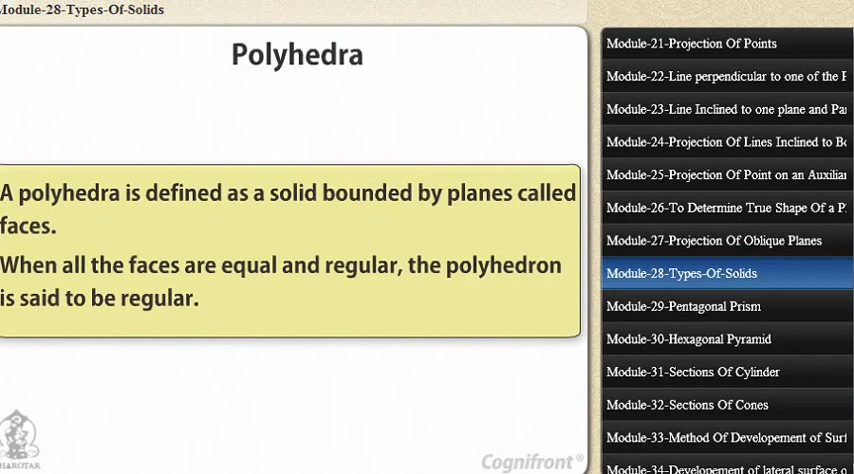 Module-28-Types-Of-Solids
Polyhedra
A polyhedra is defined as a solid bounded by planes called
faces.
When all the faces are equal and regular, the polyhedron
is said to be regular.
HAROTAR
Cognifront®
Module-21-Projection Of Points
Module-22-Line perpendicular to one of the
Module-23-Line Inclined to one plane and
Module-24-Projection Of Lines Inclined to
Module-25-Projection Of Point on an
Module-26-To Determine True Shape Of a P
Module-27-Projection Of Oblique Planes
Module-28-Types-Of-Solids
Module-29-Pentagonal Prism
Module-30-Hexagonal Pyramid
Module-31-Sections Of Cylinder
Module-32-Sections Of Cones
Module-33-Method Of Developement of
Module-34-Developement of lateral surface